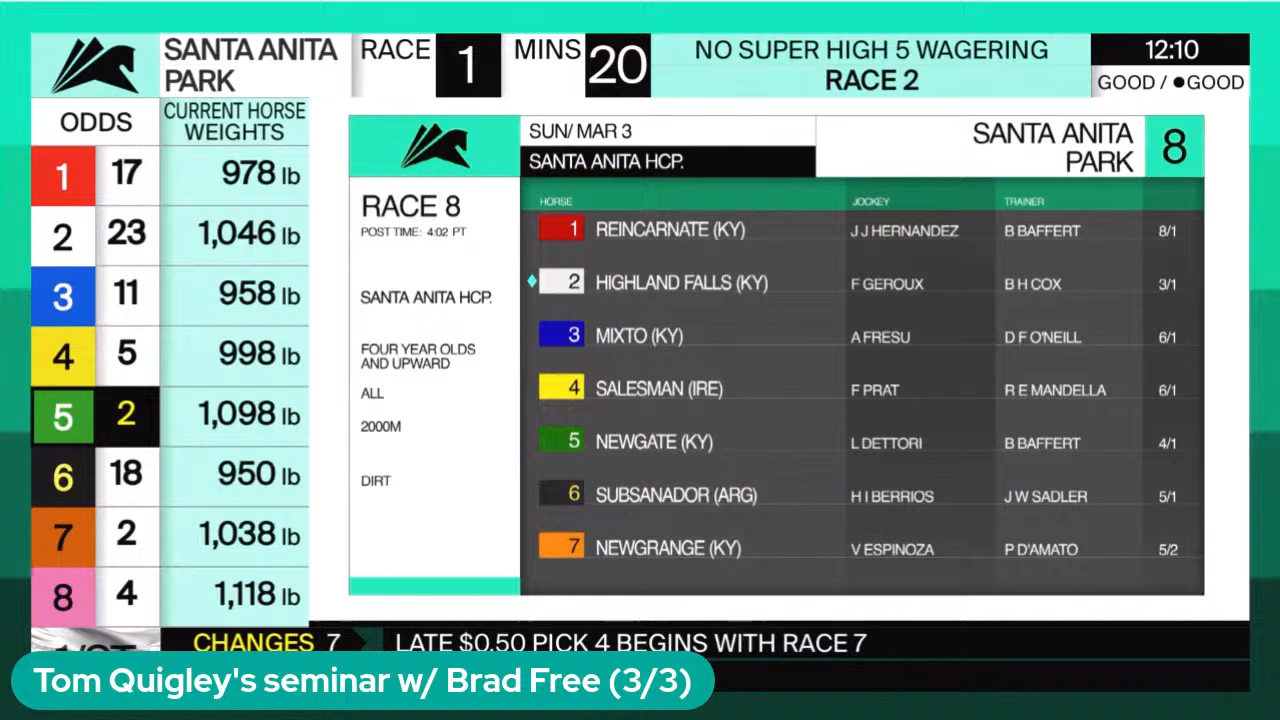 SANTA ANITA PARK
RACE 1 MINS 20
NO SUPER HIGH 5 WAGERING
RACE 2
12:10
GOOD / ●GOOD
ODDS
CURRENT HORSE WEIGHTS
1 17 978 lb
2 23 1,046 lb
3 11 958 lb
4 5 998 lb
5 2 1,098 lb
6 18 950 lb
7 2 1,038 lb
8 4 1,118 lb
SUN/ MAR 3
SANTA ANITA HCP.
SANTA ANITA
PARK
8
RACE 8
POST TIME: 4:02 PT
SANTA ANITA HCP.
FOUR YEAR OLDS
AND UPWARD
ALL
2000M
DIRT
HORSE JOCKEY TRAINER
1 REINCARNATE (KY) J J HERNANDEZ B BAFFERT 8/1
2 HIGHLAND FALLS (KY) F GEROUX B H COX 3/1
3 MIXTO (KY) A FRESU D F O'NEILL 6/1
4 SALESMAN (IRE) F PRAT R E MANDELLA 6/1
5 NEWGATE (KY) L DETTORI B BAFFERT 4/1
6 SUBSANADOR (ARG) H I BERRIOS J W SADLER 5/1
7 NEWGRANGE (KY) V ESPINOZA P D'AMATO 5/2
CHANGES 7 LATE $0.50 PICK 4 BEGINS WITH RACE 7
Tom Quigley's seminar w/ Brad Free (3/3)